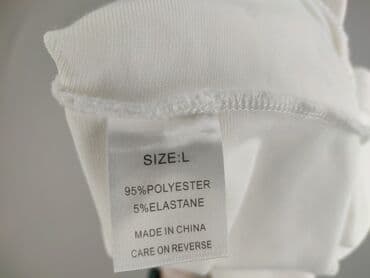 SIZE:L
95%POLYESTER
5%ELASTANE
MADE IN CHINA
CARE ON REVERSE